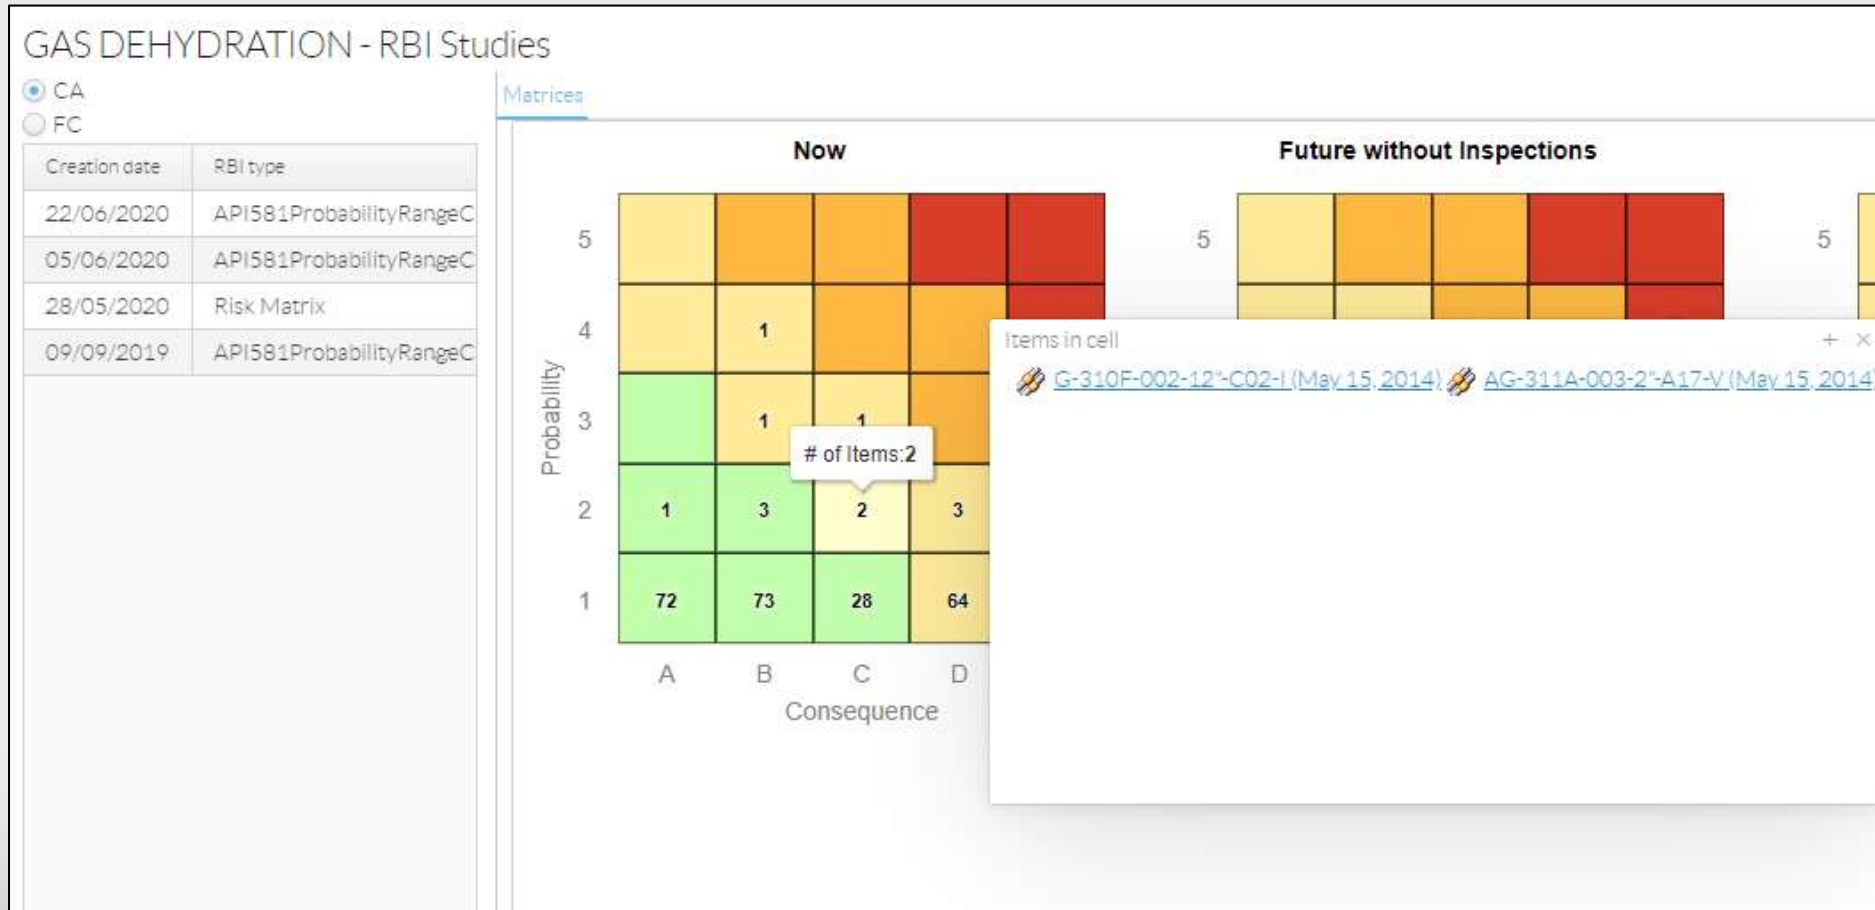 GAS DEHYDRATION - RBI Studies
CA
FC
Creation date RBI type
22/06/2020 API581ProbabilityRangeC
05/06/2020 API581ProbabilityRangeC
28/05/2020 Risk Matrix
09/09/2019 API581ProbabilityRangeC
Matrices
Now
5
4 1
3 1 1
2 1 3 2 3
1 72 73 28 64
A B C D
Probability
Consequence
# of Items:2
Future without Inspections
5
5
Items in cell + ×
G-310F-002-12"-C02-I (May 15, 2014) AG-311A-003-2"-A17-V (May 15, 2014)